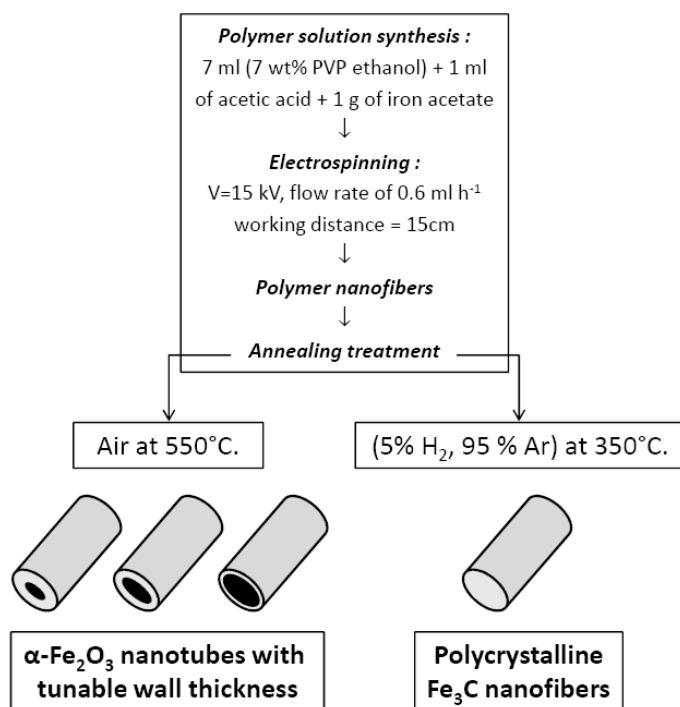 Polymer solution synthesis :
7 ml (7 wt% PVP ethanol) + 1 ml
of acetic acid + 1 g of iron acetate
↓
Electrospinning :
V=15 kV, flow rate of 0.6 ml h⁻¹
working distance = 15cm
↓
Polymer nanofibers
↓
Annealing treatment
Air at 550°C.
(5% H₂, 95 % Ar) at 350°C.
α-Fe₂O₃ nanotubes with
tunable wall thickness
Polycrystalline
Fe₃C nanofibers